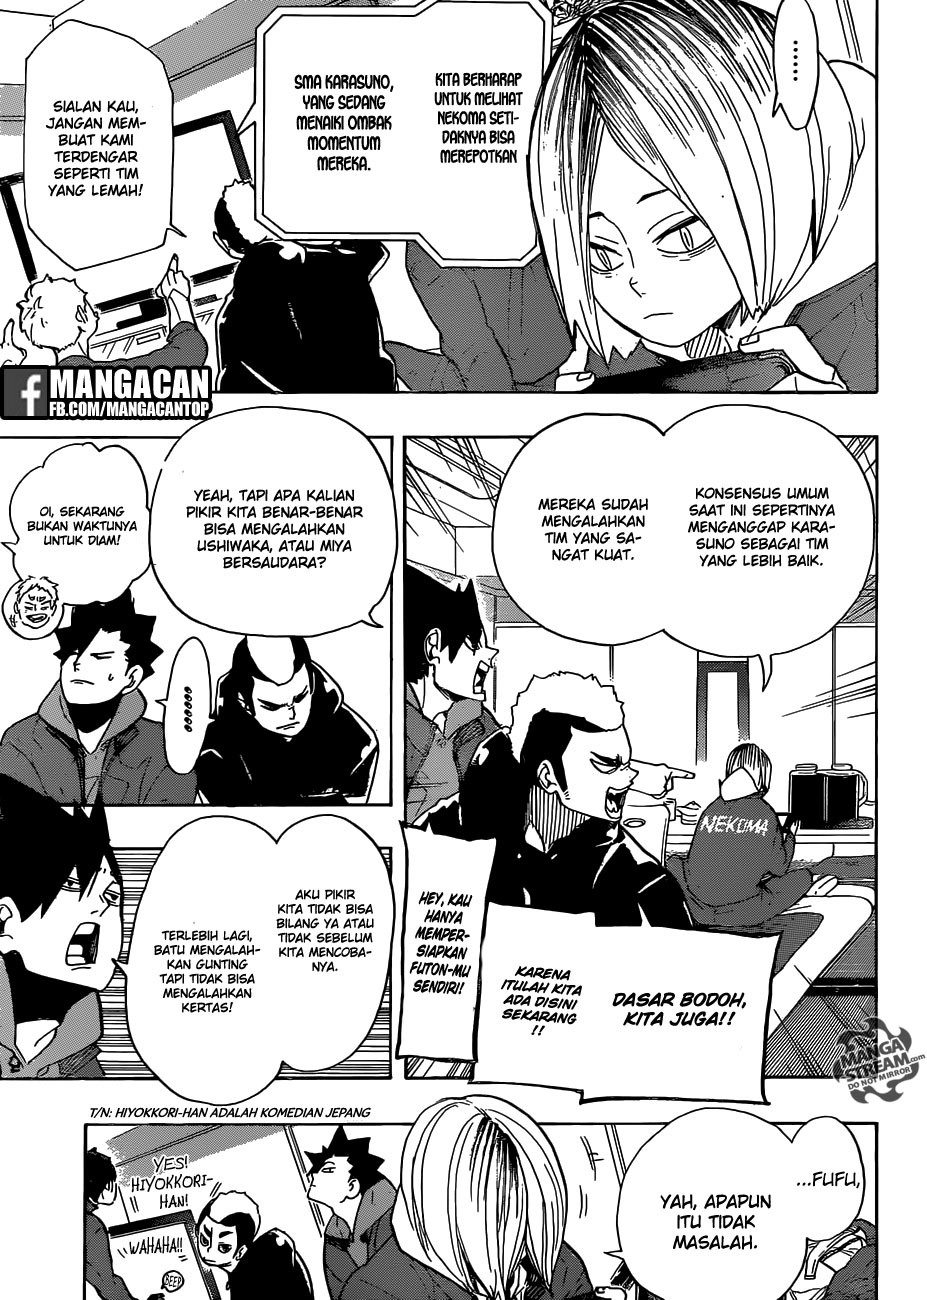 ......
KITA BERHARAP
UNTUK MELIHAT
NEKOMA SETI-
DAKNYA BISA
MEREPOTKAN
SMA KARASUNO,
YANG SEDANG
MENAIKI OMBAK
MOMENTUM
MEREKA.
SIALAN KAU,
JANGAN MEM-
BUAT KAMI
TERDENGAR
SEPERTI TIM
YANG LEMAH!
f MANGACAN
FB.COM/MANGACANTOP
KONSENSUS UMUM
SAAT INI SEPERTINYA
MENGANGGAP KARA-
SUNO SEBAGAI TIM
YANG LEBIH BAIK.
MEREKA SUDAH
MENGALAHKAN
TIM YANG SA-
NGAT KUAT.
NEKOMA
DASAR BODOH,
KITA JUGA!!
KARENA
ITULAH KITA
ADA DISINI
SEKARANG
!!
HEY, KAU
HANYA
MEMPER-
SIAPKAN
FUTON-MU
SENDIRI!
YEAH, TAPI APA KALIAN
PIKIR KITA BENAR-BENAR
BISA MENGALAHKAN
USHIWAKA, ATAU MIYA
BERSAUDARA?
OI, SEKARANG
BUKAN WAKTUNYA
UNTUK DIAM!
.......
AKU PIKIR
KITA TIDAK BISA
BILANG YA ATAU
TIDAK SEBELUM
KITA MENCOBA-
NYA.
TERLEBIH LAGI,
BATU MENGALAH-
KAN GUNTING
TAPI TIDAK BISA
MENGALAHKAN
KERTAS!
MANGA
STREAM.com
DO NOT MIRROR
T/N: HIYOKKORI-HAN ADALAH KOMEDIAN JEPANG
...FUFU,
YAH, APAPUN
ITU TIDAK
MASALAH.
YES!
HIYOKKORI-
HAN!
WAHAHA!!
BEEP